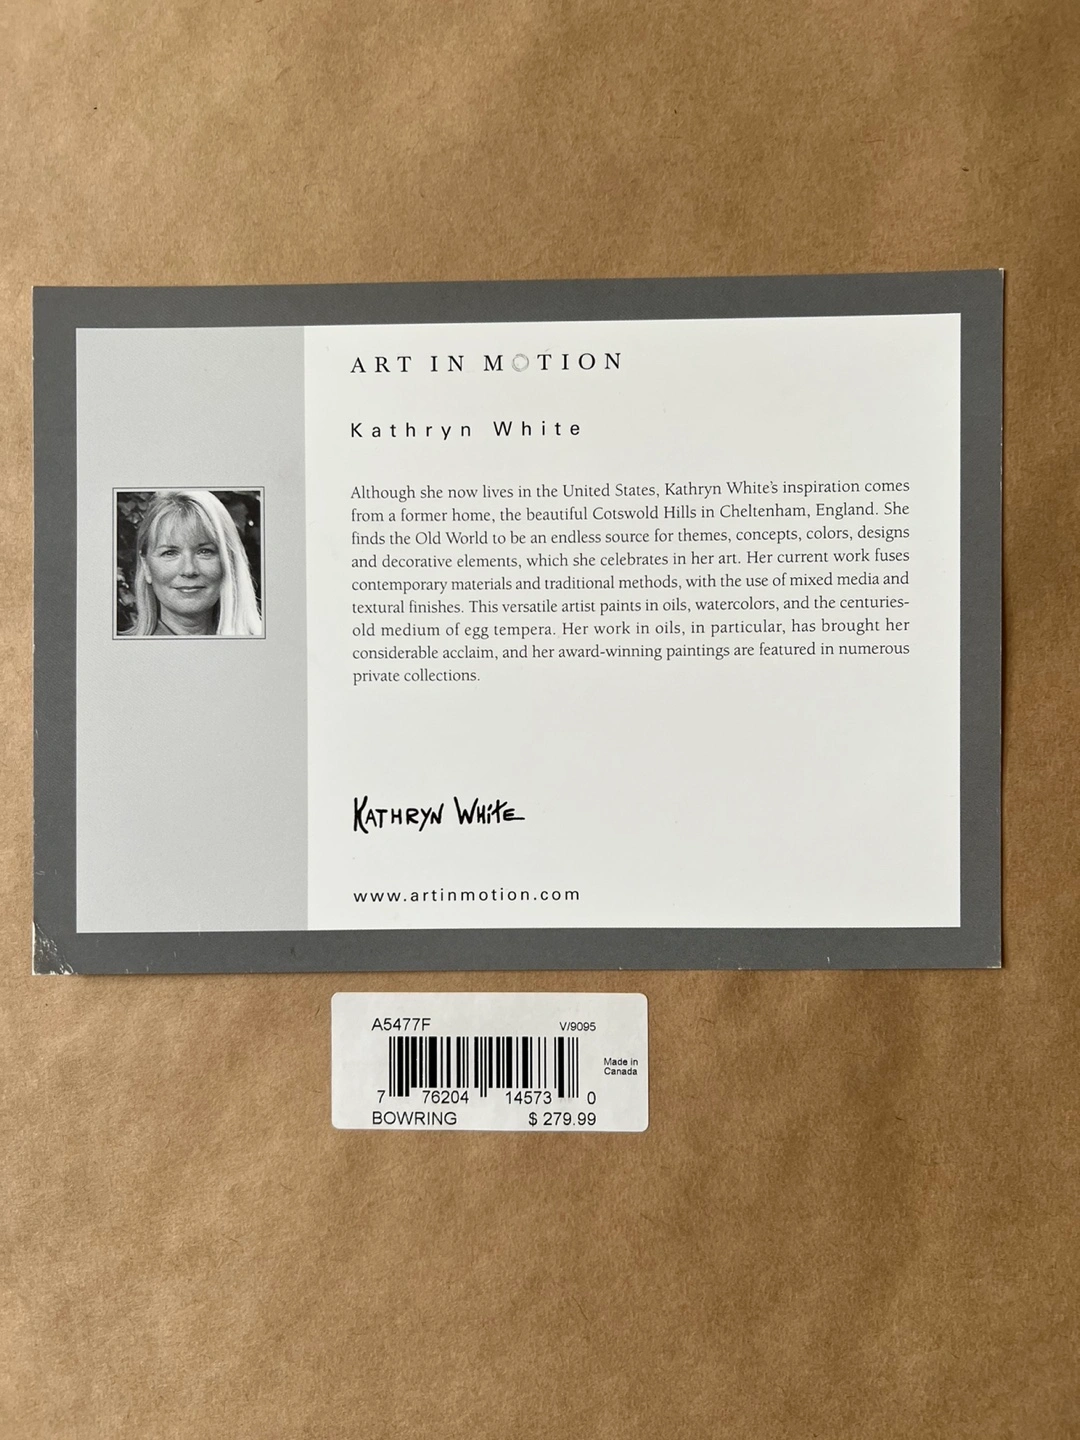 ART IN MOTION
Kathryn White
Although she now lives in the United States, Kathryn White's inspiration comes
from a former home, the beautiful Cotswold Hills in Cheltenham, England. She
finds the Old World to be an endless source for themes, concepts, colors, designs
and decorative elements, which she celebrates in her art. Her current work fuses
contemporary materials and traditional methods, with the use of mixed media and
textural finishes. This versatile artist paints in oils, watercolors, and the centuries-
old medium of egg tempera. Her work in oils, in particular, has brought her
considerable acclaim, and her award-winning paintings are featured in numerous
private collections.
KATHRYN WHiTE
www.artinmotion.com
A5477F V/9095
Made in
Canada
7 76204 14573 0
BOWRING $ 279.99